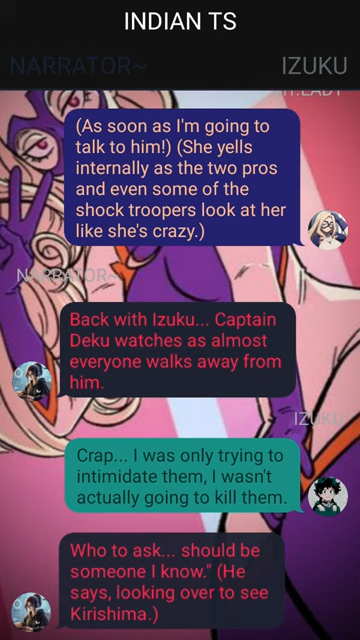 INDIAN TS
NARRATOR~
IZUKU
MT.LADY
(As soon as I'm going to
talk to him!) (She yells
internally as the two pros
and even some of the
shock troopers look at her
like she's crazy.)
NARRATOR~
Back with Izuku... Captain
Deku watches as almost
everyone walks away from
him.
IZUKU
Crap... I was only trying to
intimidate them, I wasn't
actually going to kill them.
Who to ask... should be
someone I know." (He
says, looking over to see
Kirishima.)